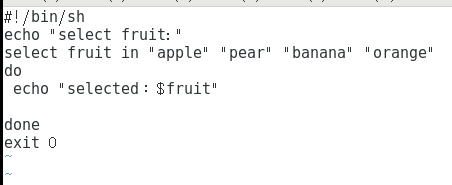 #!/bin/sh
echo "select fruit："
select fruit in "apple" "pear" "banana" "orange"
do
 echo "selected：$fruit"

done
exit 0
~
~